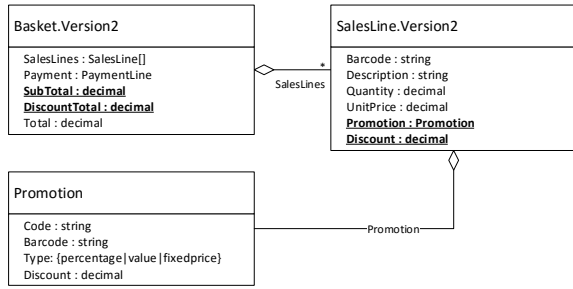 Basket.Version2
SalesLines : SalesLine[]
Payment : PaymentLine
SubTotal : decimal
DiscountTotal : decimal
Total : decimal
*
SalesLines
SalesLine.Version2
Barcode : string
Description : string
Quantity : decimal
UnitPrice : decimal
Promotion : Promotion
Discount : decimal
Promotion
Code : string
Barcode : string
Type: {percentage|value|fixedprice}
Discount : decimal
Promotion